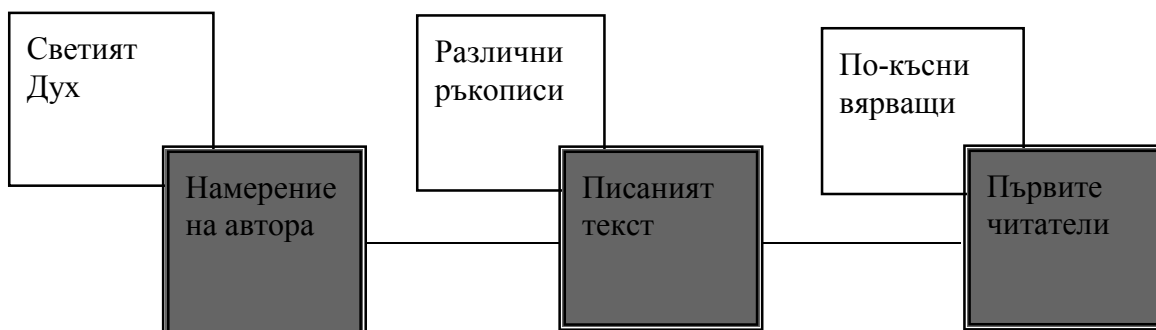 Светият
Дух
Различни
ръкописи
По-късни
вярващи
Намерение
на автора
Писаният
текст
Първите
читатели